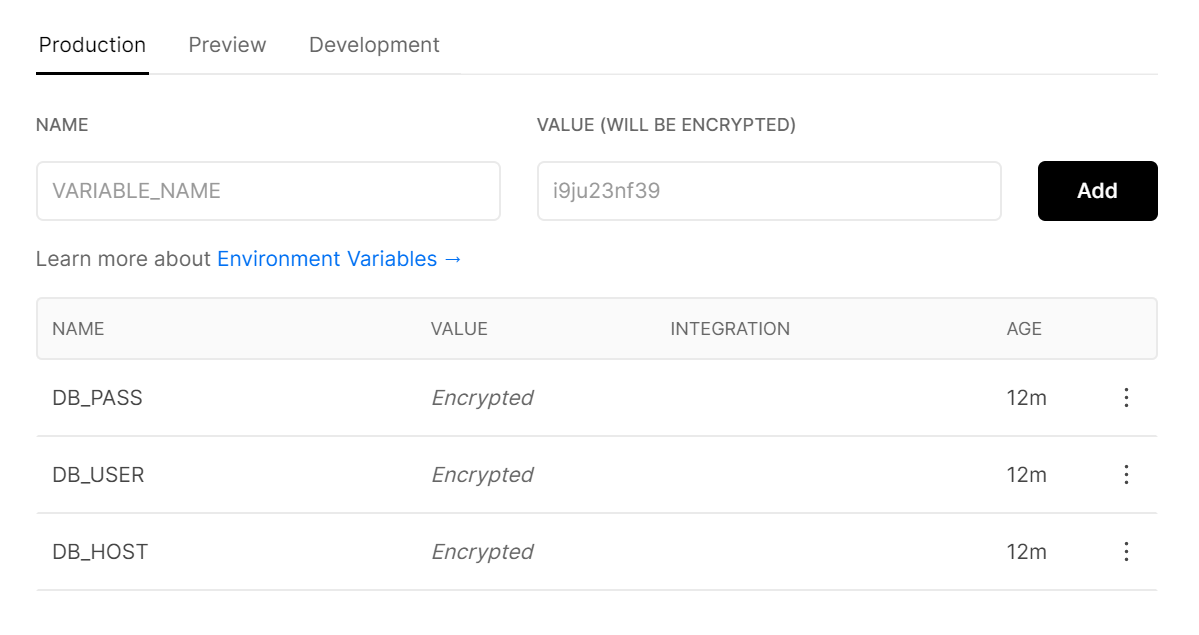 Production Preview Development
NAME VALUE (WILL BE ENCRYPTED)
VARIABLE_NAME i9ju23nf39 Add
Learn more about Environment Variables →
NAME VALUE INTEGRATION AGE
DB_PASS Encrypted 12m
DB_USER Encrypted 12m
DB_HOST Encrypted 12m